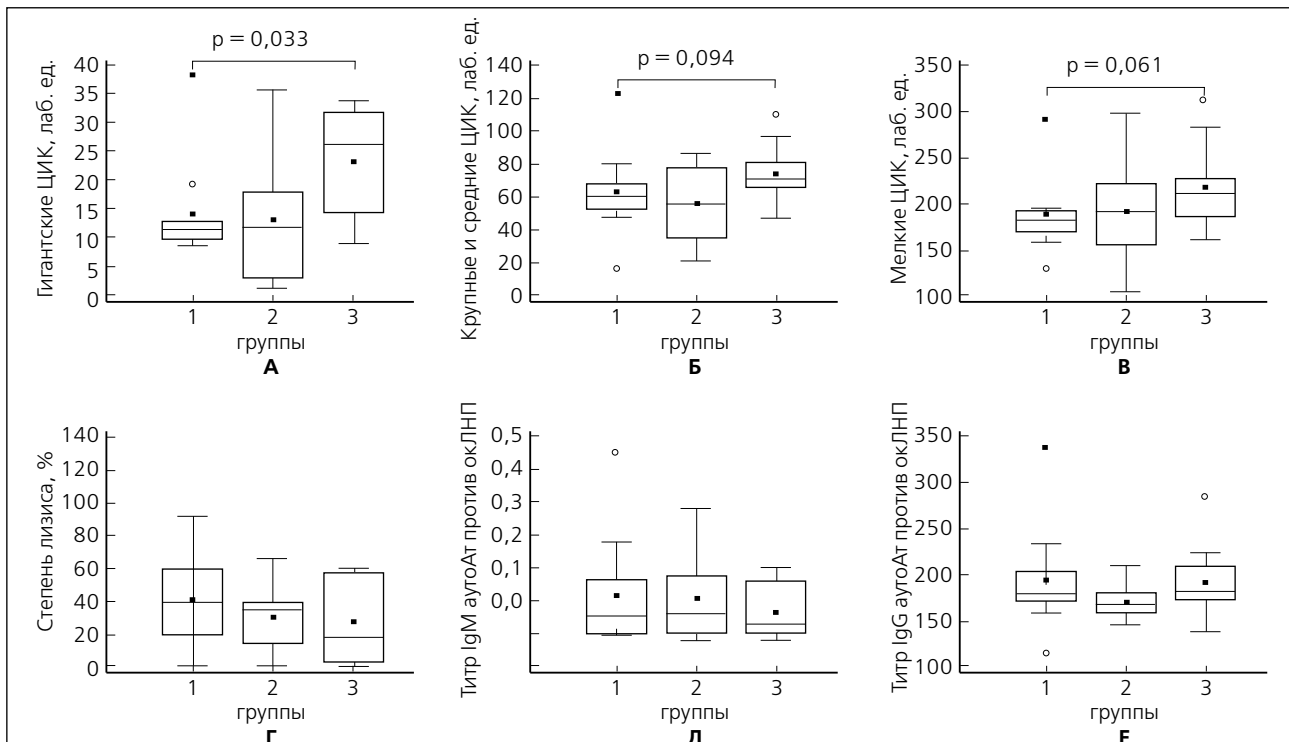 p = 0,033
Гигантские ЦИК, лаб. ед.
40
35
30
25
20
15
10
5
0
1 2 3
группы
А
p = 0,094
Крупные и средние ЦИК, лаб. ед.
140
120
100
80
60
40
20
0
1 2 3
группы
Б
p = 0,061
Мелкие ЦИК, лаб. ед.
350
300
250
200
150
100
1 2 3
группы
В
Степень лизиса, %
140
120
100
80
60
40
20
0
1 2 3
группы
Г
Титр IgM аутоАт против окЛНП
0,5
0,4
0,3
0,2
0,1
0,0
1 2 3
группы
Д
Титр IgG аутоАт против окЛНП
350
300
250
200
150
100
1 2 3
группы
Е